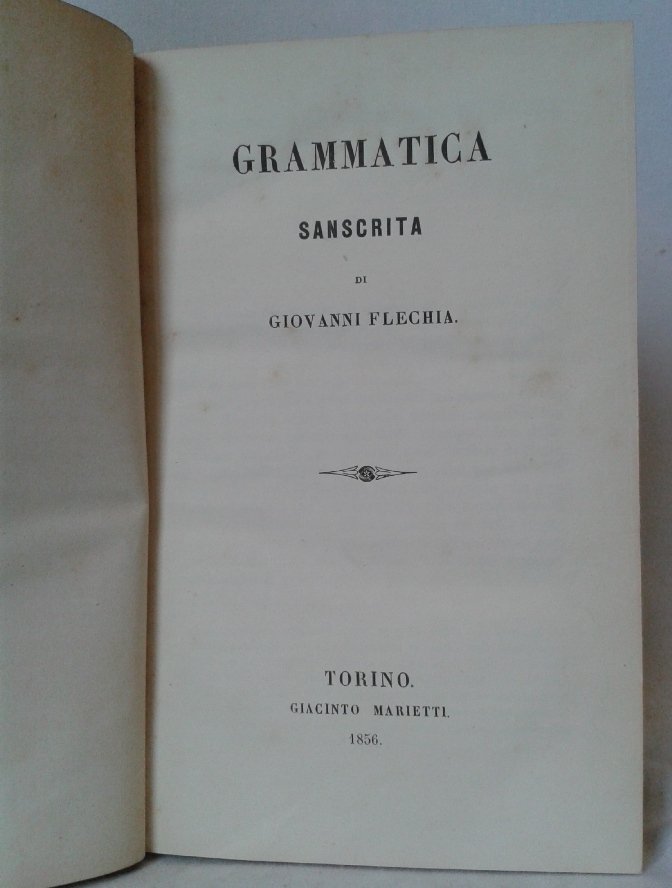 GRAMMATICA
SANSCRITA
DI
GIOVANNI FLECHIA.
TORINO.
GIACINTO MARIETTI.
1856.